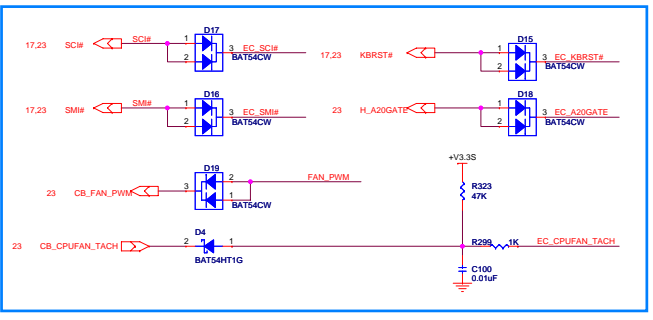 D17
17,23 SCI# SCI# 1 2 3 EC_SCI#
BAT54CW
D15
17,23 KBRST# 1 2 3 EC_KBRST#
BAT54CW
D16
17,23 SMI# SMI# 1 2 3 EC_SMI#
BAT54CW
D18
23 H_A20GATE 1 2 3 EC_A20GATE
BAT54CW
D19
23 CB_FAN_PWM 3 2 1 FAN_PWM
BAT54CW
+V3.3S
R323
47K
D4
23 CB_CPUFAN_TACH 2 1
BAT54HT1G
R299 1K EC_CPUFAN_TACH
C100
0.01uF